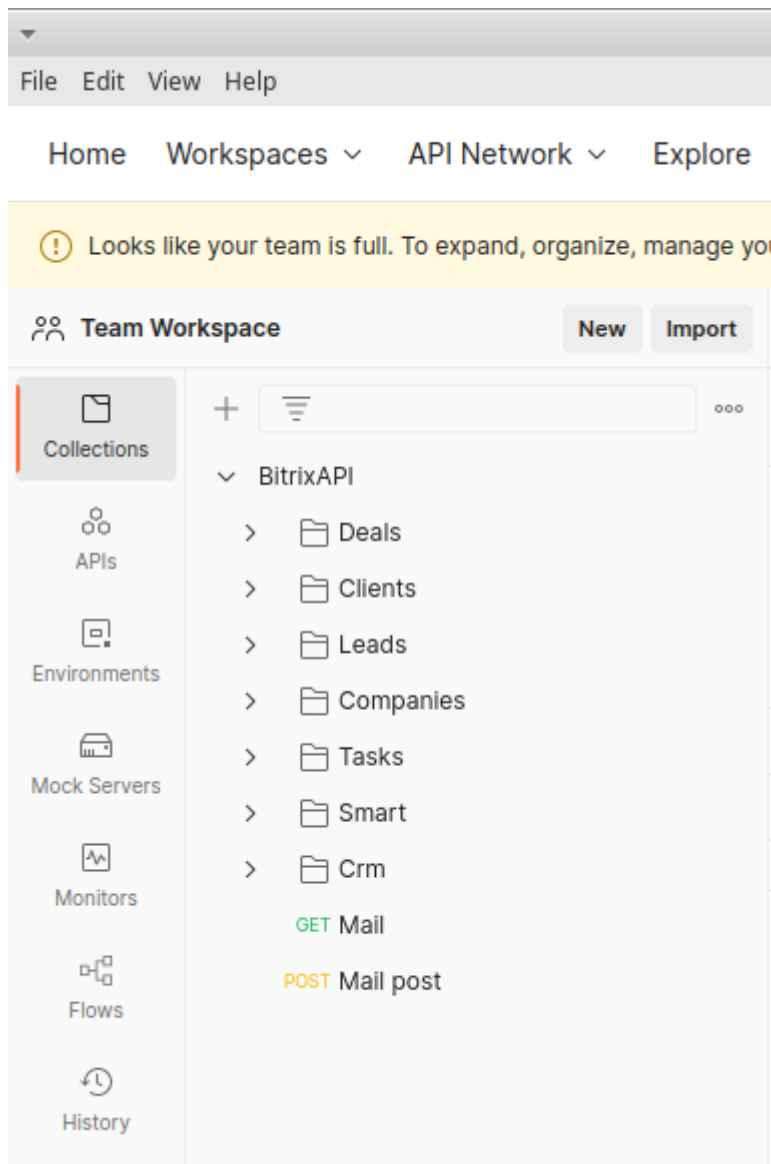 File Edit View Help
Home Workspaces API Network Explore
Looks like your team is full. To expand, organize, manage
Team Workspace New Import
Collections
APIs
Environments
Mock Servers
Monitors
Flows
History
BitrixAPI
Deals
Clients
Leads
Companies
Tasks
Smart
Crm
GET Mail
POST Mail post